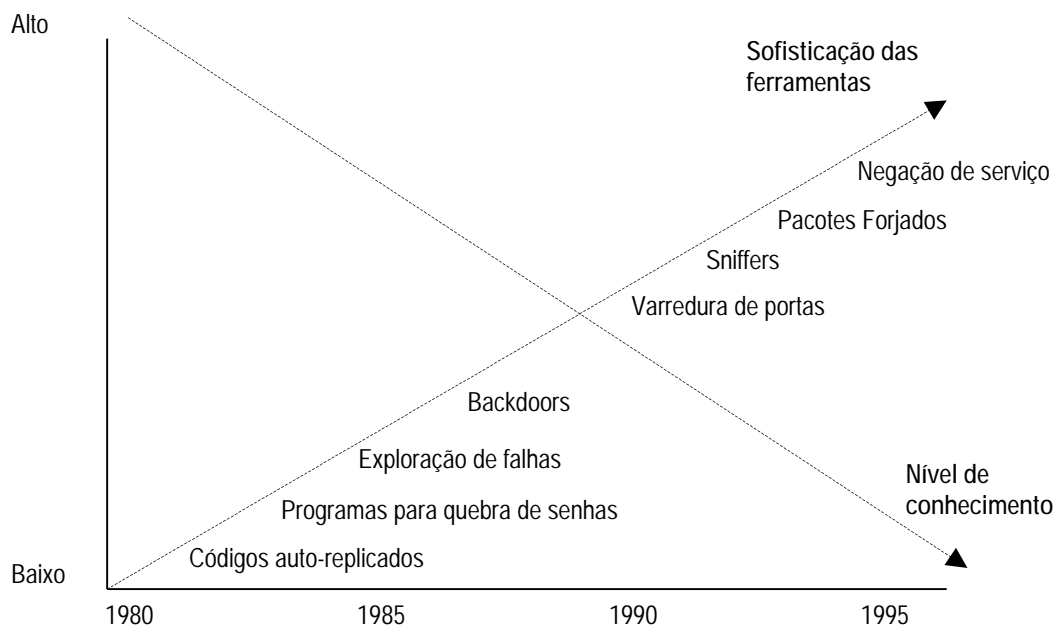 Alto
Sofisticação das
ferramentas
Negação de serviço
Pacotes Forjados
Sniffers
Varredura de portas
Backdoors
Exploração de falhas
Nível de
conhecimento
Programas para quebra de senhas
Códigos auto-replicados
Baixo
1980 1985 1990 1995